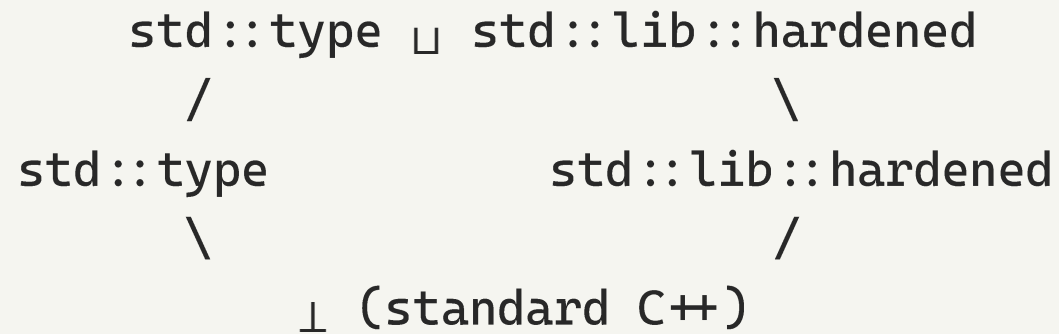 std::type ⊔ std::lib::hardened
/ \
std::type std::lib::hardened
\ /
⊥ (standard C++)